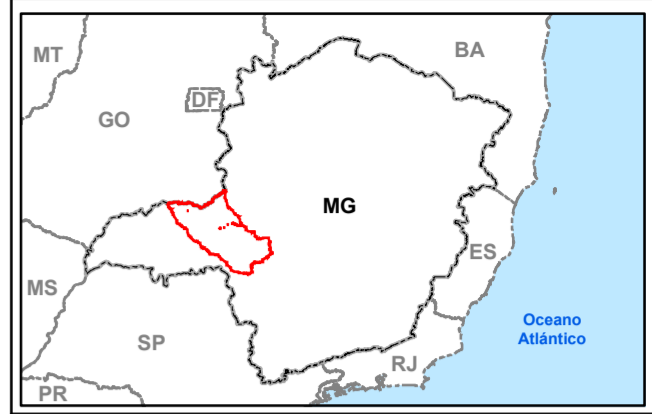 MT
BA
DF
GO
MG
ES
MS
Oceano
Atlántico
SP
RJ
PR